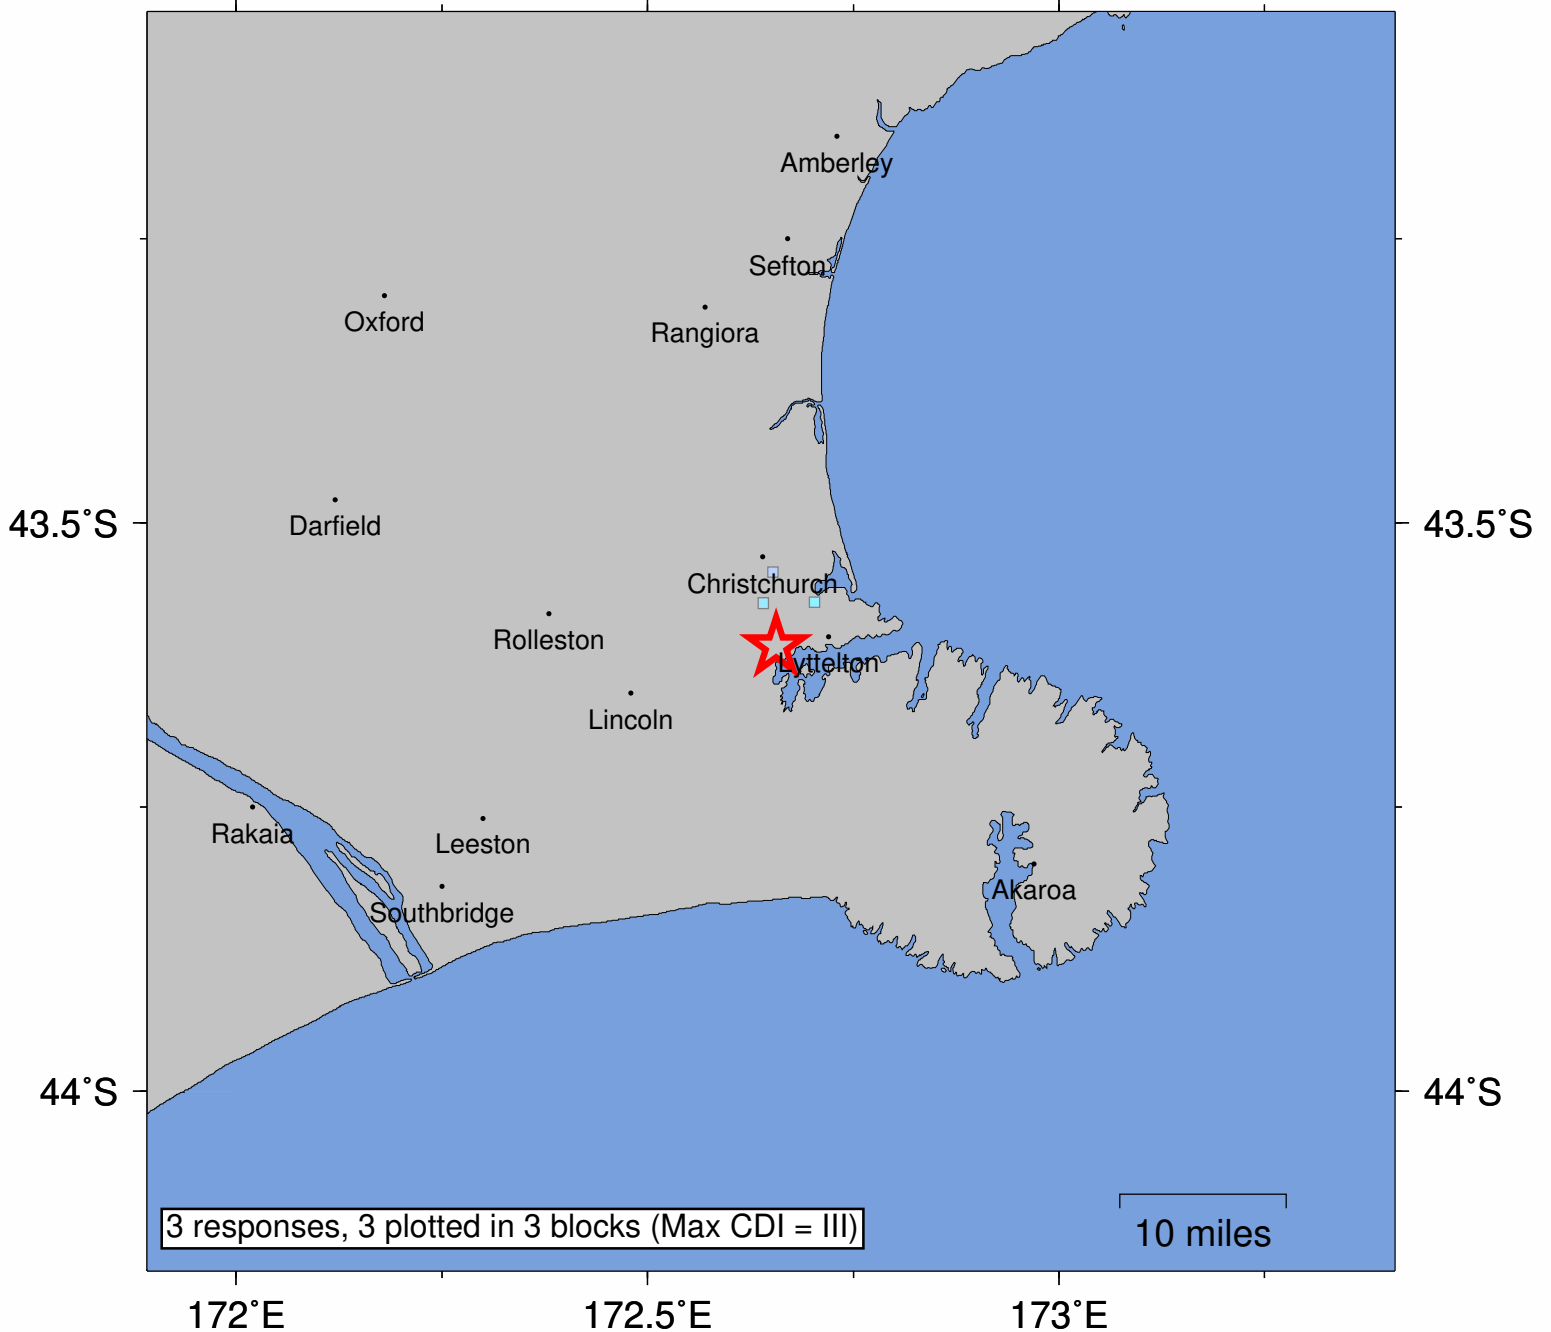 Amberley
Sefton
Oxford
Rangiora
43.5˚S
43.5˚S
Darfield
Christchurch
Rolleston
Lyttelton
Lincoln
Rakaia
Leeston
Akaroa
Southbridge
44˚S
44˚S
3 responses, 3 plotted in 3 blocks (Max CDI = III)
10 miles
172˚E
172.5˚E
173˚E